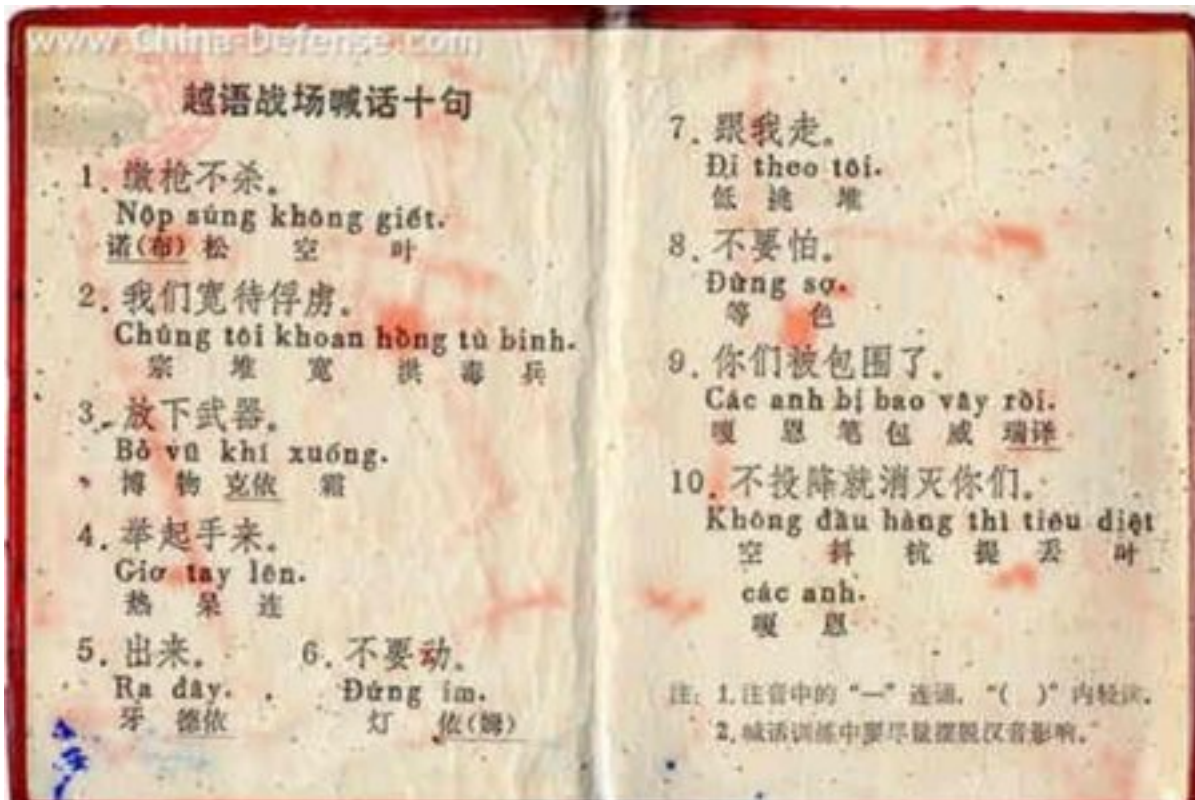 www.China-Defense.com
越语战场喊话十句
1. 缴枪不杀。
Nộp súng không giết.
诺(布) 松 空 叶
2. 我们宽待俘虏。
Chúng tôi khoan hồng tù binh.
宗 堆 宽 洪 毒 兵
3. 放下武器。
Bỏ vũ khí xuống.
博 物 克依 霜
4. 举起手来。
Giơ tay lên.
热 呆 连
5. 出来。 6. 不要动。
Ra đây. Đứng im.
牙 德依 灯 依(姆)
7. 跟我走。
Đi theo tôi.
低 挑 堆
8. 不要怕。
Đừng sợ.
等 色
9. 你们被包围了。
Các anh bị bao vây rồi.
嘎 恩 笔 包 威 瑞译
10. 不投降就消灭你们。
Không đầu hàng thì tiêu diệt
空 斜 杭 提 丢 叶
các anh.
嘎 恩
注: 1. 注音中的 “—” 连诵, “( )” 内轻读.
2. 喊话训练中要尽量摆脱汉音影响.